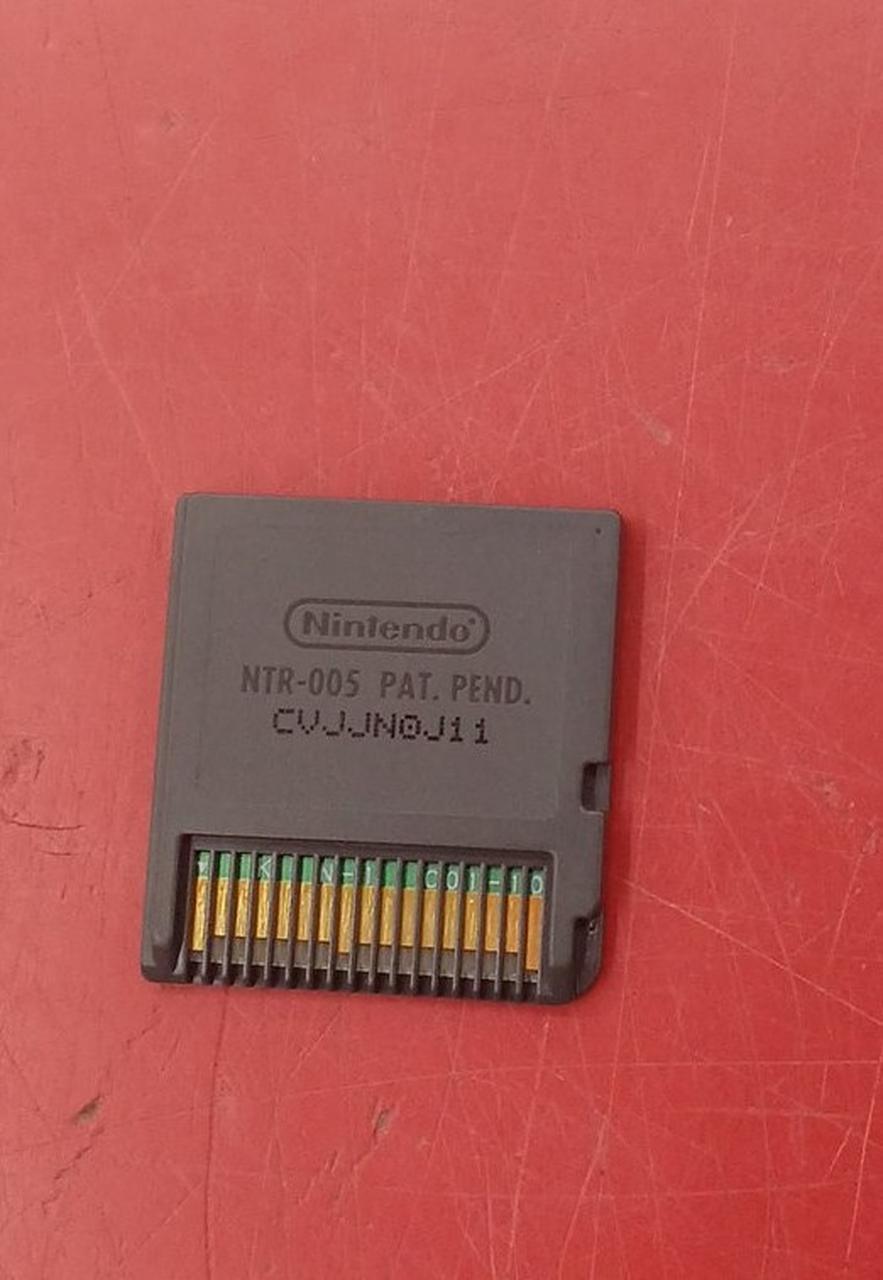 Nintendo®
NTR-005 PAT. PEND.
CVJJN0J11